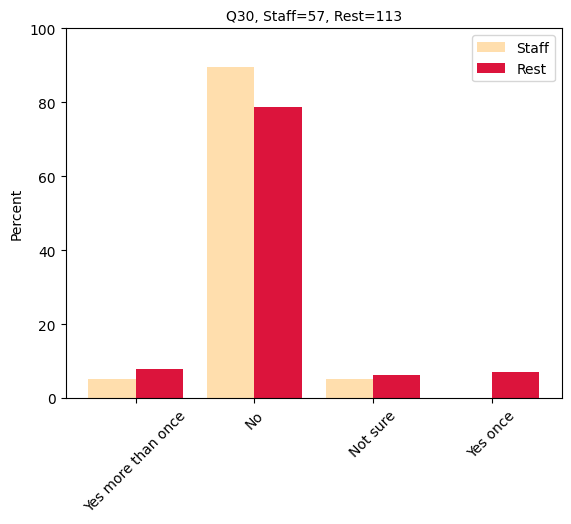 Q30, Staff=57, Rest=113
100
80
60
40
20
0
Percent
Staff
Rest
Yes more than once
No
Not sure
Yes once